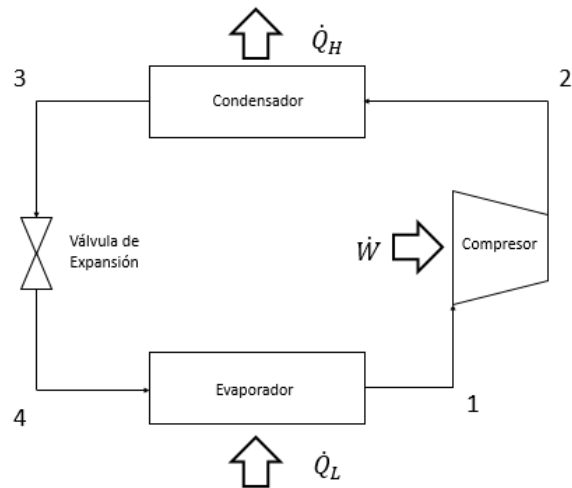 Q̇_H
3
2
Condensador
Válvula de
Expansión
Ẇ
Compresor
Evaporador
4
1
Q̇_L